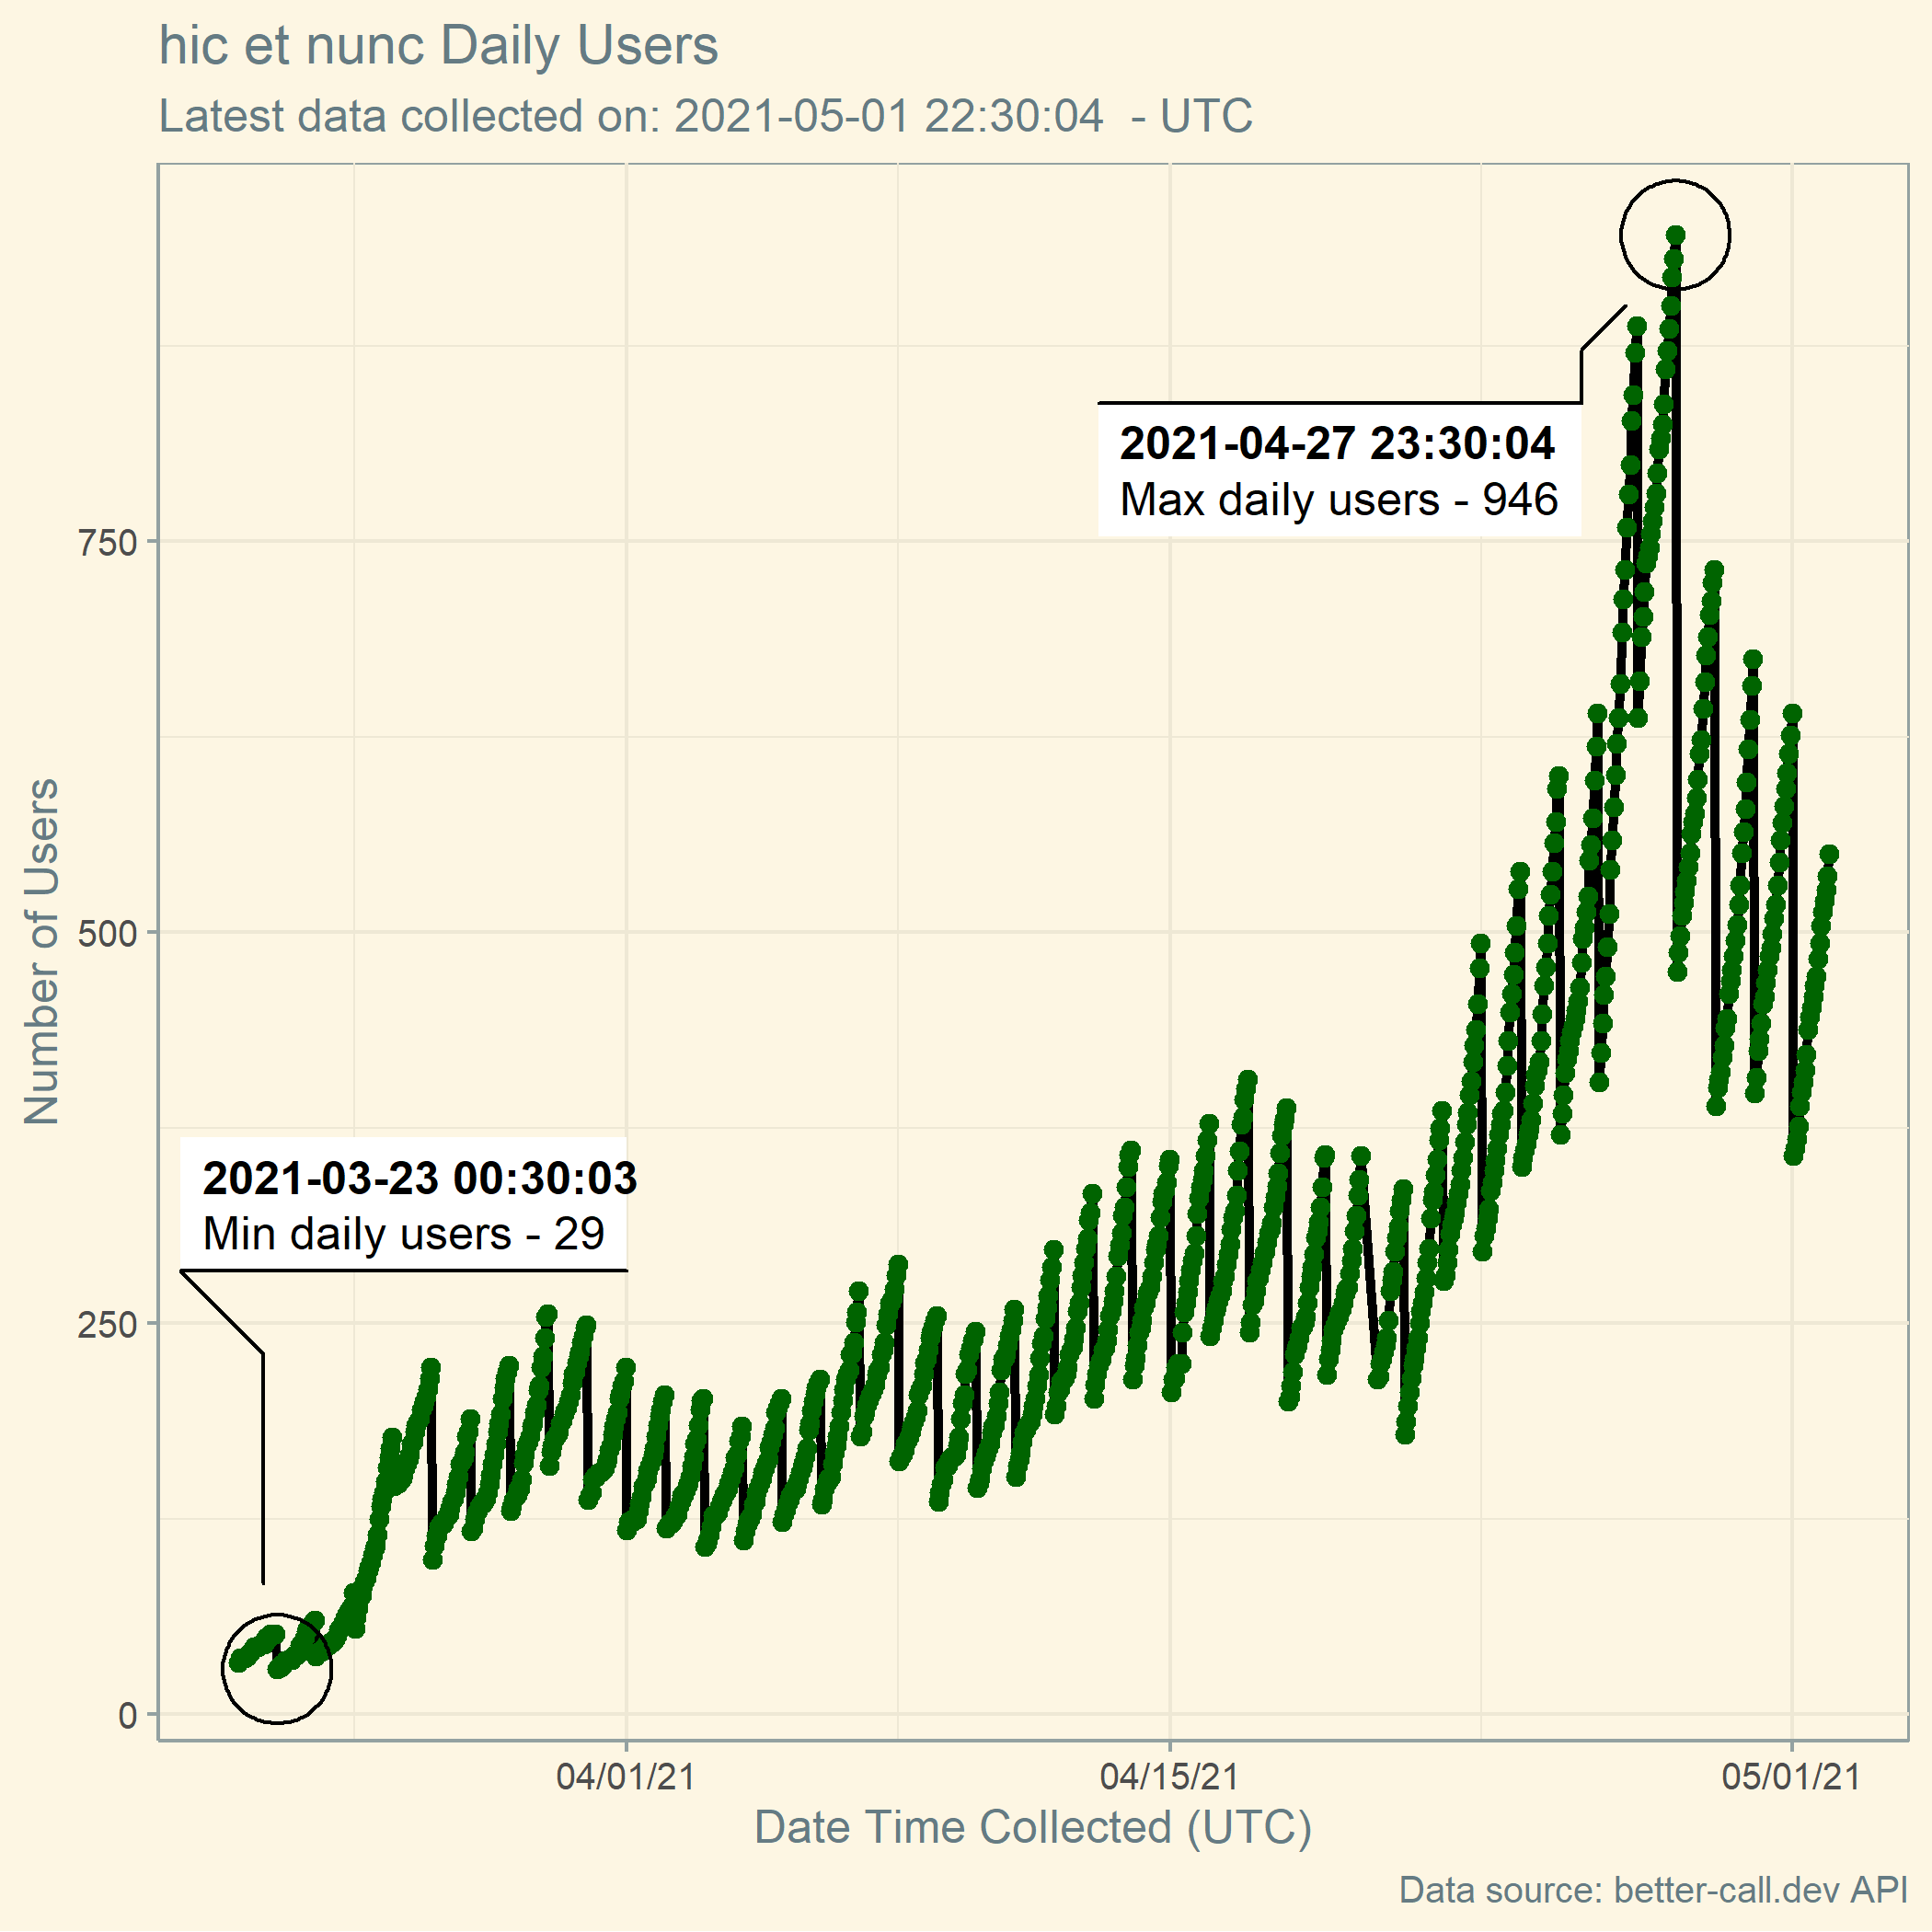 hic et nunc Daily Users
Latest data collected on: 2021-05-01 22:30:04  - UTC
2021-04-27 23:30:04
Max daily users - 946
2021-03-23 00:30:03
Min daily users - 29
Number of Users
750
500
250
0
04/01/21
04/15/21
05/01/21
Date Time Collected (UTC)
Data source: better-call.dev API